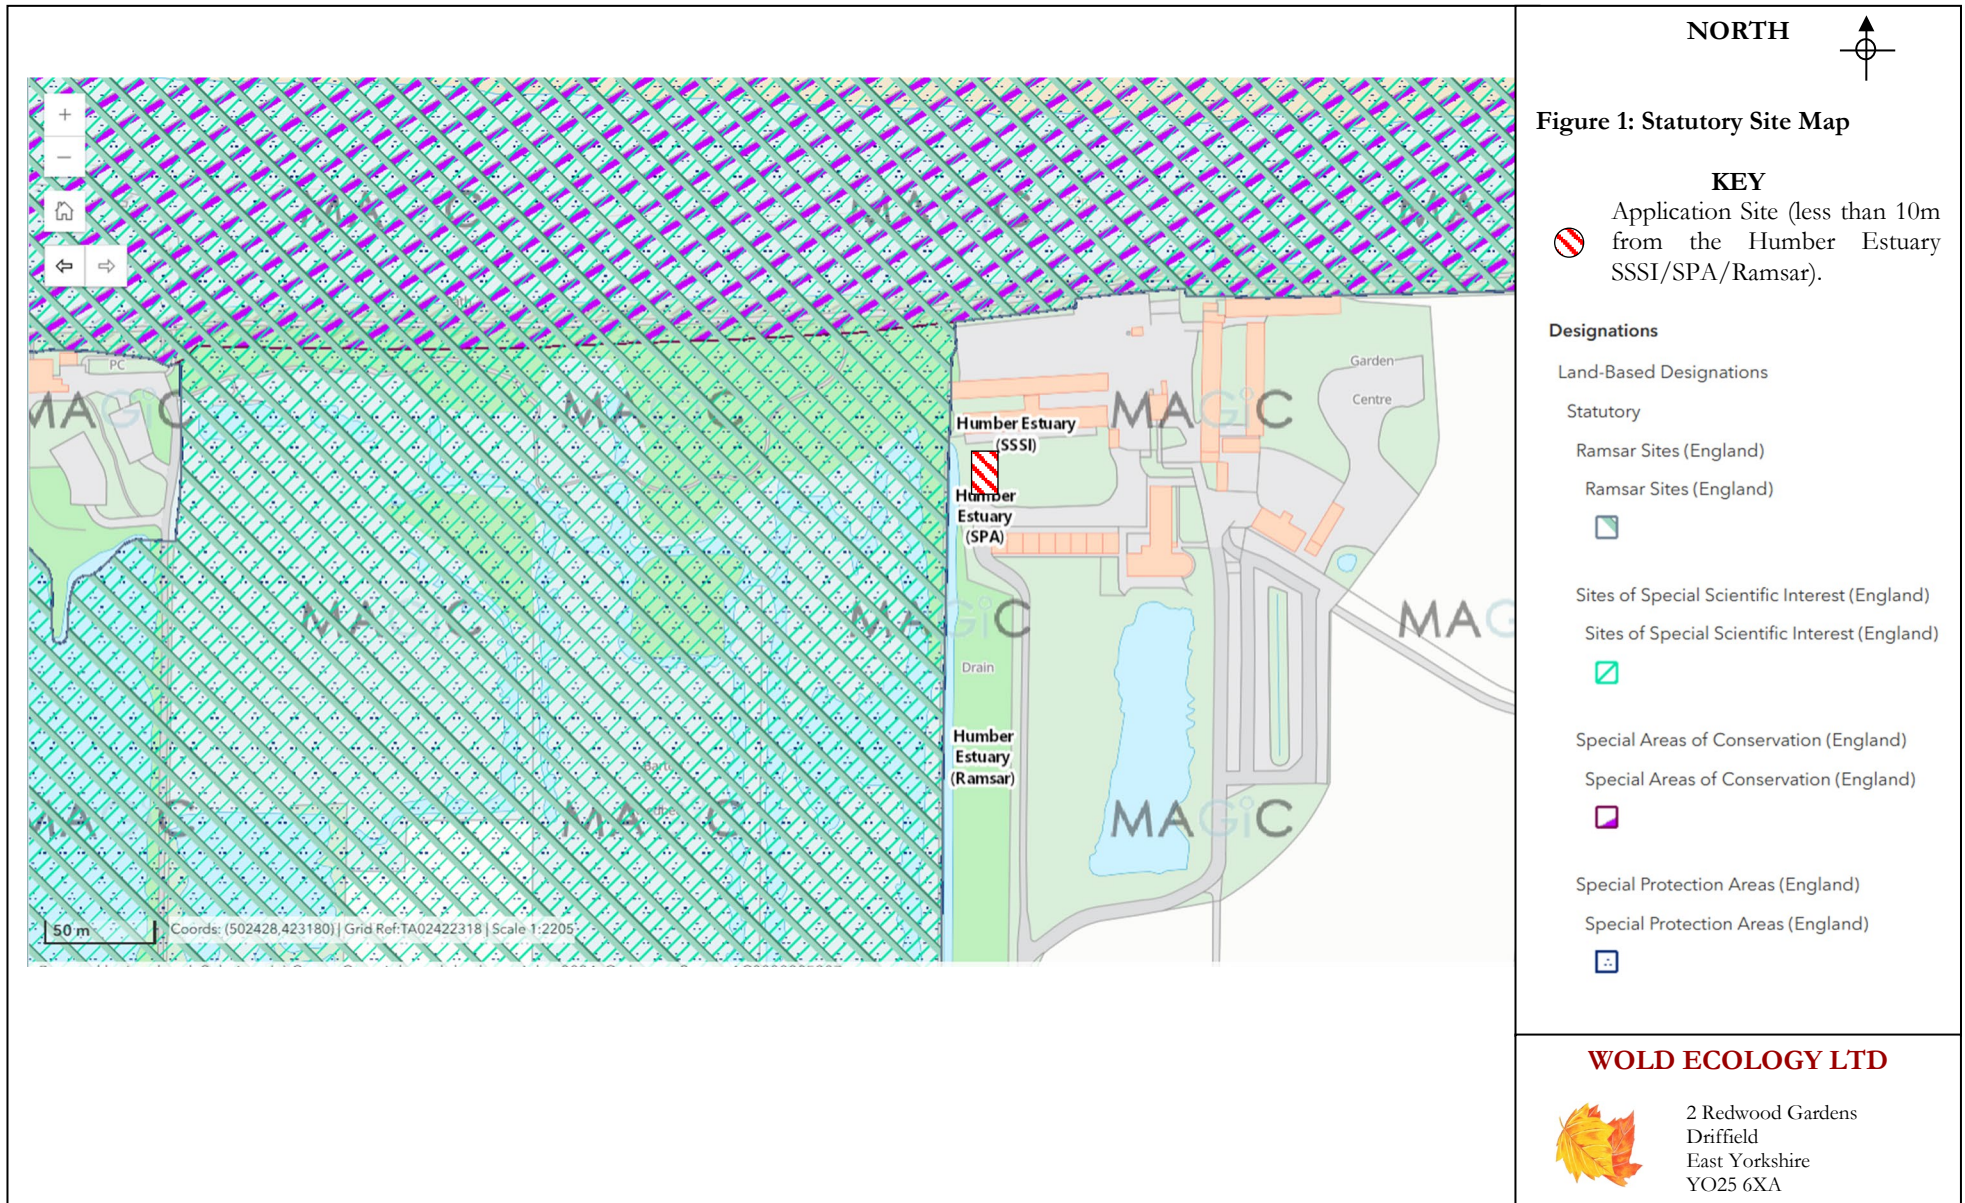 NORTH
Figure 1: Statutory Site Map
KEY
Application Site (less than 10m
from the Humber Estuary
SSSI/SPA/Ramsar).
Designations
Land-Based Designations
Statutory
Ramsar Sites (England)
Ramsar Sites (England)
Sites of Special Scientific Interest (England)
Sites of Special Scientific Interest (England)
Special Areas of Conservation (England)
Special Areas of Conservation (England)
Special Protection Areas (England)
Special Protection Areas (England)
WOLD ECOLOGY LTD
2 Redwood Gardens
Driffield
East Yorkshire
YO25 6XA
PC
Garden
Centre
MAGiC
MAGiC
Humber Estuary
(SSSI)
Humber
Estuary
(SPA)
MAGiC
Drain
Humber
Estuary
(Ramsar)
MAGiC
50 m
Coords: (502428,423180) | Grid Ref:TA02422318 | Scale 1:2205